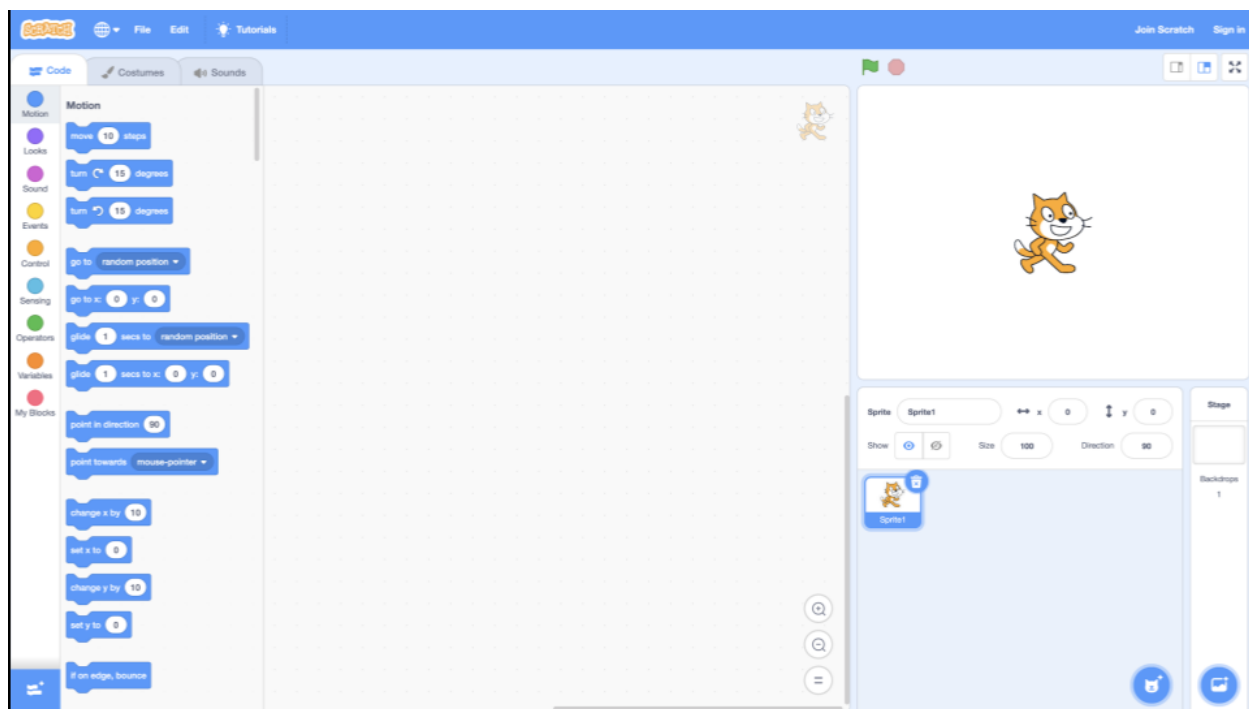 SCRATCH File Edit Tutorials Join Scratch Sign in
Code Costumes Sounds
Motion
Looks
Sound
Events
Control
Sensing
Operators
Variables
My Blocks
Motion
move 10 steps
turn 15 degrees
turn 15 degrees
go to random position
go to x: 0 y: 0
glide 1 secs to random position
glide 1 secs to x: 0 y: 0
point in direction 90
point towards mouse-pointer
change x by 10
set x to 0
change y by 10
set y to 0
if on edge, bounce
Sprite Sprite1 x 0 y 0
Show Size 100 Direction 90
Sprite1
Stage
Backdrops
1